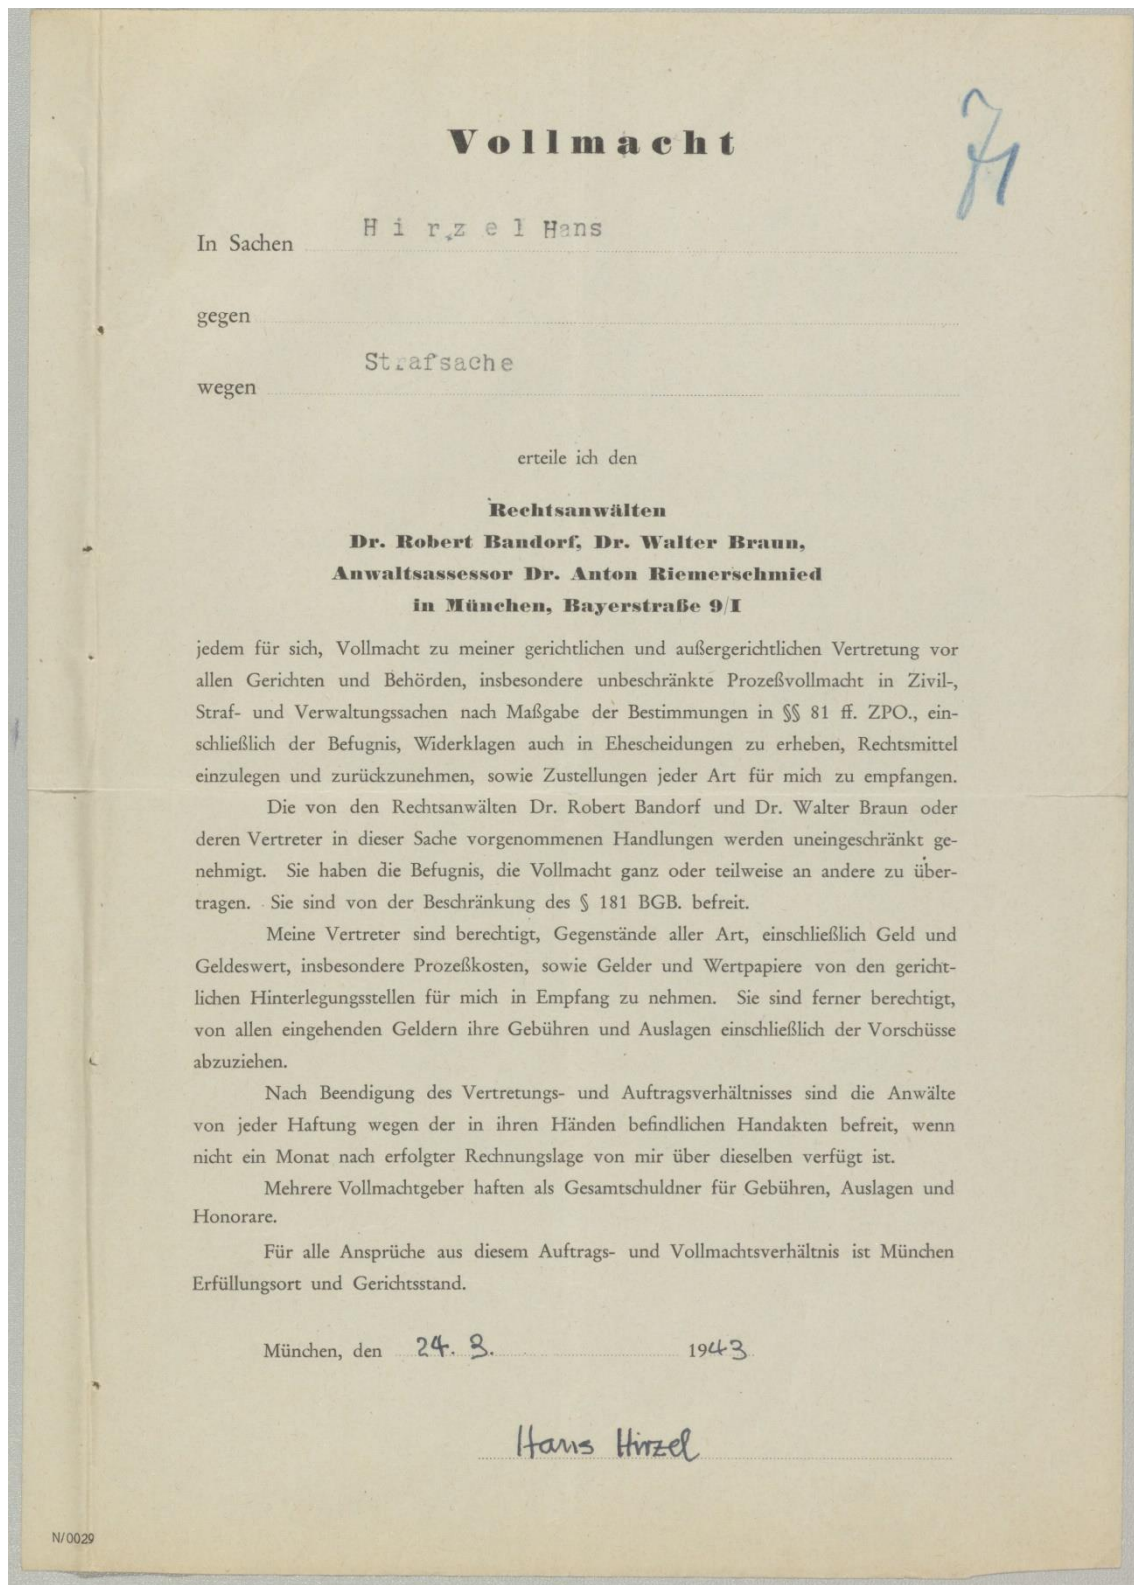 Vollmacht
71
In Sachen Hirzel Hans
gegen
wegen Strafsache
erteile ich den
Rechtsanwälten
Dr. Robert Bandorf, Dr. Walter Braun,
Anwaltsassessor Dr. Anton Riemerschmied
in München, Bayerstraße 9/I
jedem für sich, Vollmacht zu meiner gerichtlichen und außergerichtlichen Vertretung vor
allen Gerichten und Behörden, insbesondere unbeschränkte Prozeßvollmacht in Zivil-,
Straf- und Verwaltungssachen nach Maßgabe der Bestimmungen in §§ 81 ff. ZPO., ein-
schließlich der Befugnis, Widerklagen auch in Ehescheidungen zu erheben, Rechtsmittel
einzulegen und zurückzunehmen, sowie Zustellungen jeder Art für mich zu empfangen.
Die von den Rechtsanwälten Dr. Robert Bandorf und Dr. Walter Braun oder
deren Vertreter in dieser Sache vorgenommenen Handlungen werden uneingeschränkt ge-
nehmigt. Sie haben die Befugnis, die Vollmacht ganz oder teilweise an andere zu über-
tragen. Sie sind von der Beschränkung des § 181 BGB. befreit.
Meine Vertreter sind berechtigt, Gegenstände aller Art, einschließlich Geld und
Geldeswert, insbesondere Prozeßkosten, sowie Gelder und Wertpapiere von den gericht-
lichen Hinterlegungsstellen für mich in Empfang zu nehmen. Sie sind ferner berechtigt,
von allen eingehenden Geldern ihre Gebühren und Auslagen einschließlich der Vorschüsse
abzuziehen.
Nach Beendigung des Vertretungs- und Auftragsverhältnisses sind die Anwälte
von jeder Haftung wegen der in ihren Händen befindlichen Handakten befreit, wenn
nicht ein Monat nach erfolgter Rechnungslage von mir über dieselben verfügt ist.
Mehrere Vollmachtgeber haften als Gesamtschuldner für Gebühren, Auslagen und
Honorare.
Für alle Ansprüche aus diesem Auftrags- und Vollmachtsverhältnis ist München
Erfüllungsort und Gerichtsstand.
München, den 24. 3. 1943
Hans Hirzel
N/0029